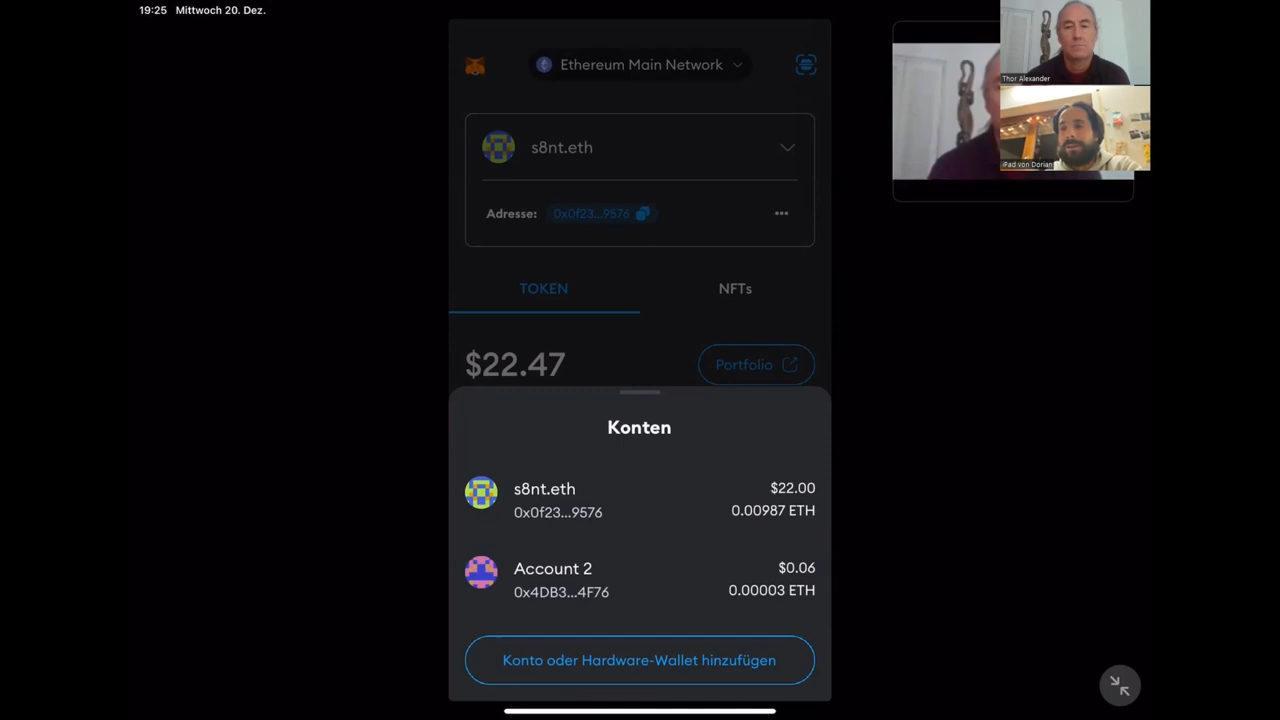 19:25 Mittwoch 20. Dez.
Ethereum Main Network
Thor Alexander
s8nt.eth
iPad von Dorian
Adresse: 0x0f23...9576
TOKEN NFTs
$22.47 Portfolio
Konten
s8nt.eth $22.00
0x0f23...9576 0.00987 ETH
Account 2 $0.06
0x4DB3...4F76 0.00003 ETH
Konto oder Hardware-Wallet hinzufügen